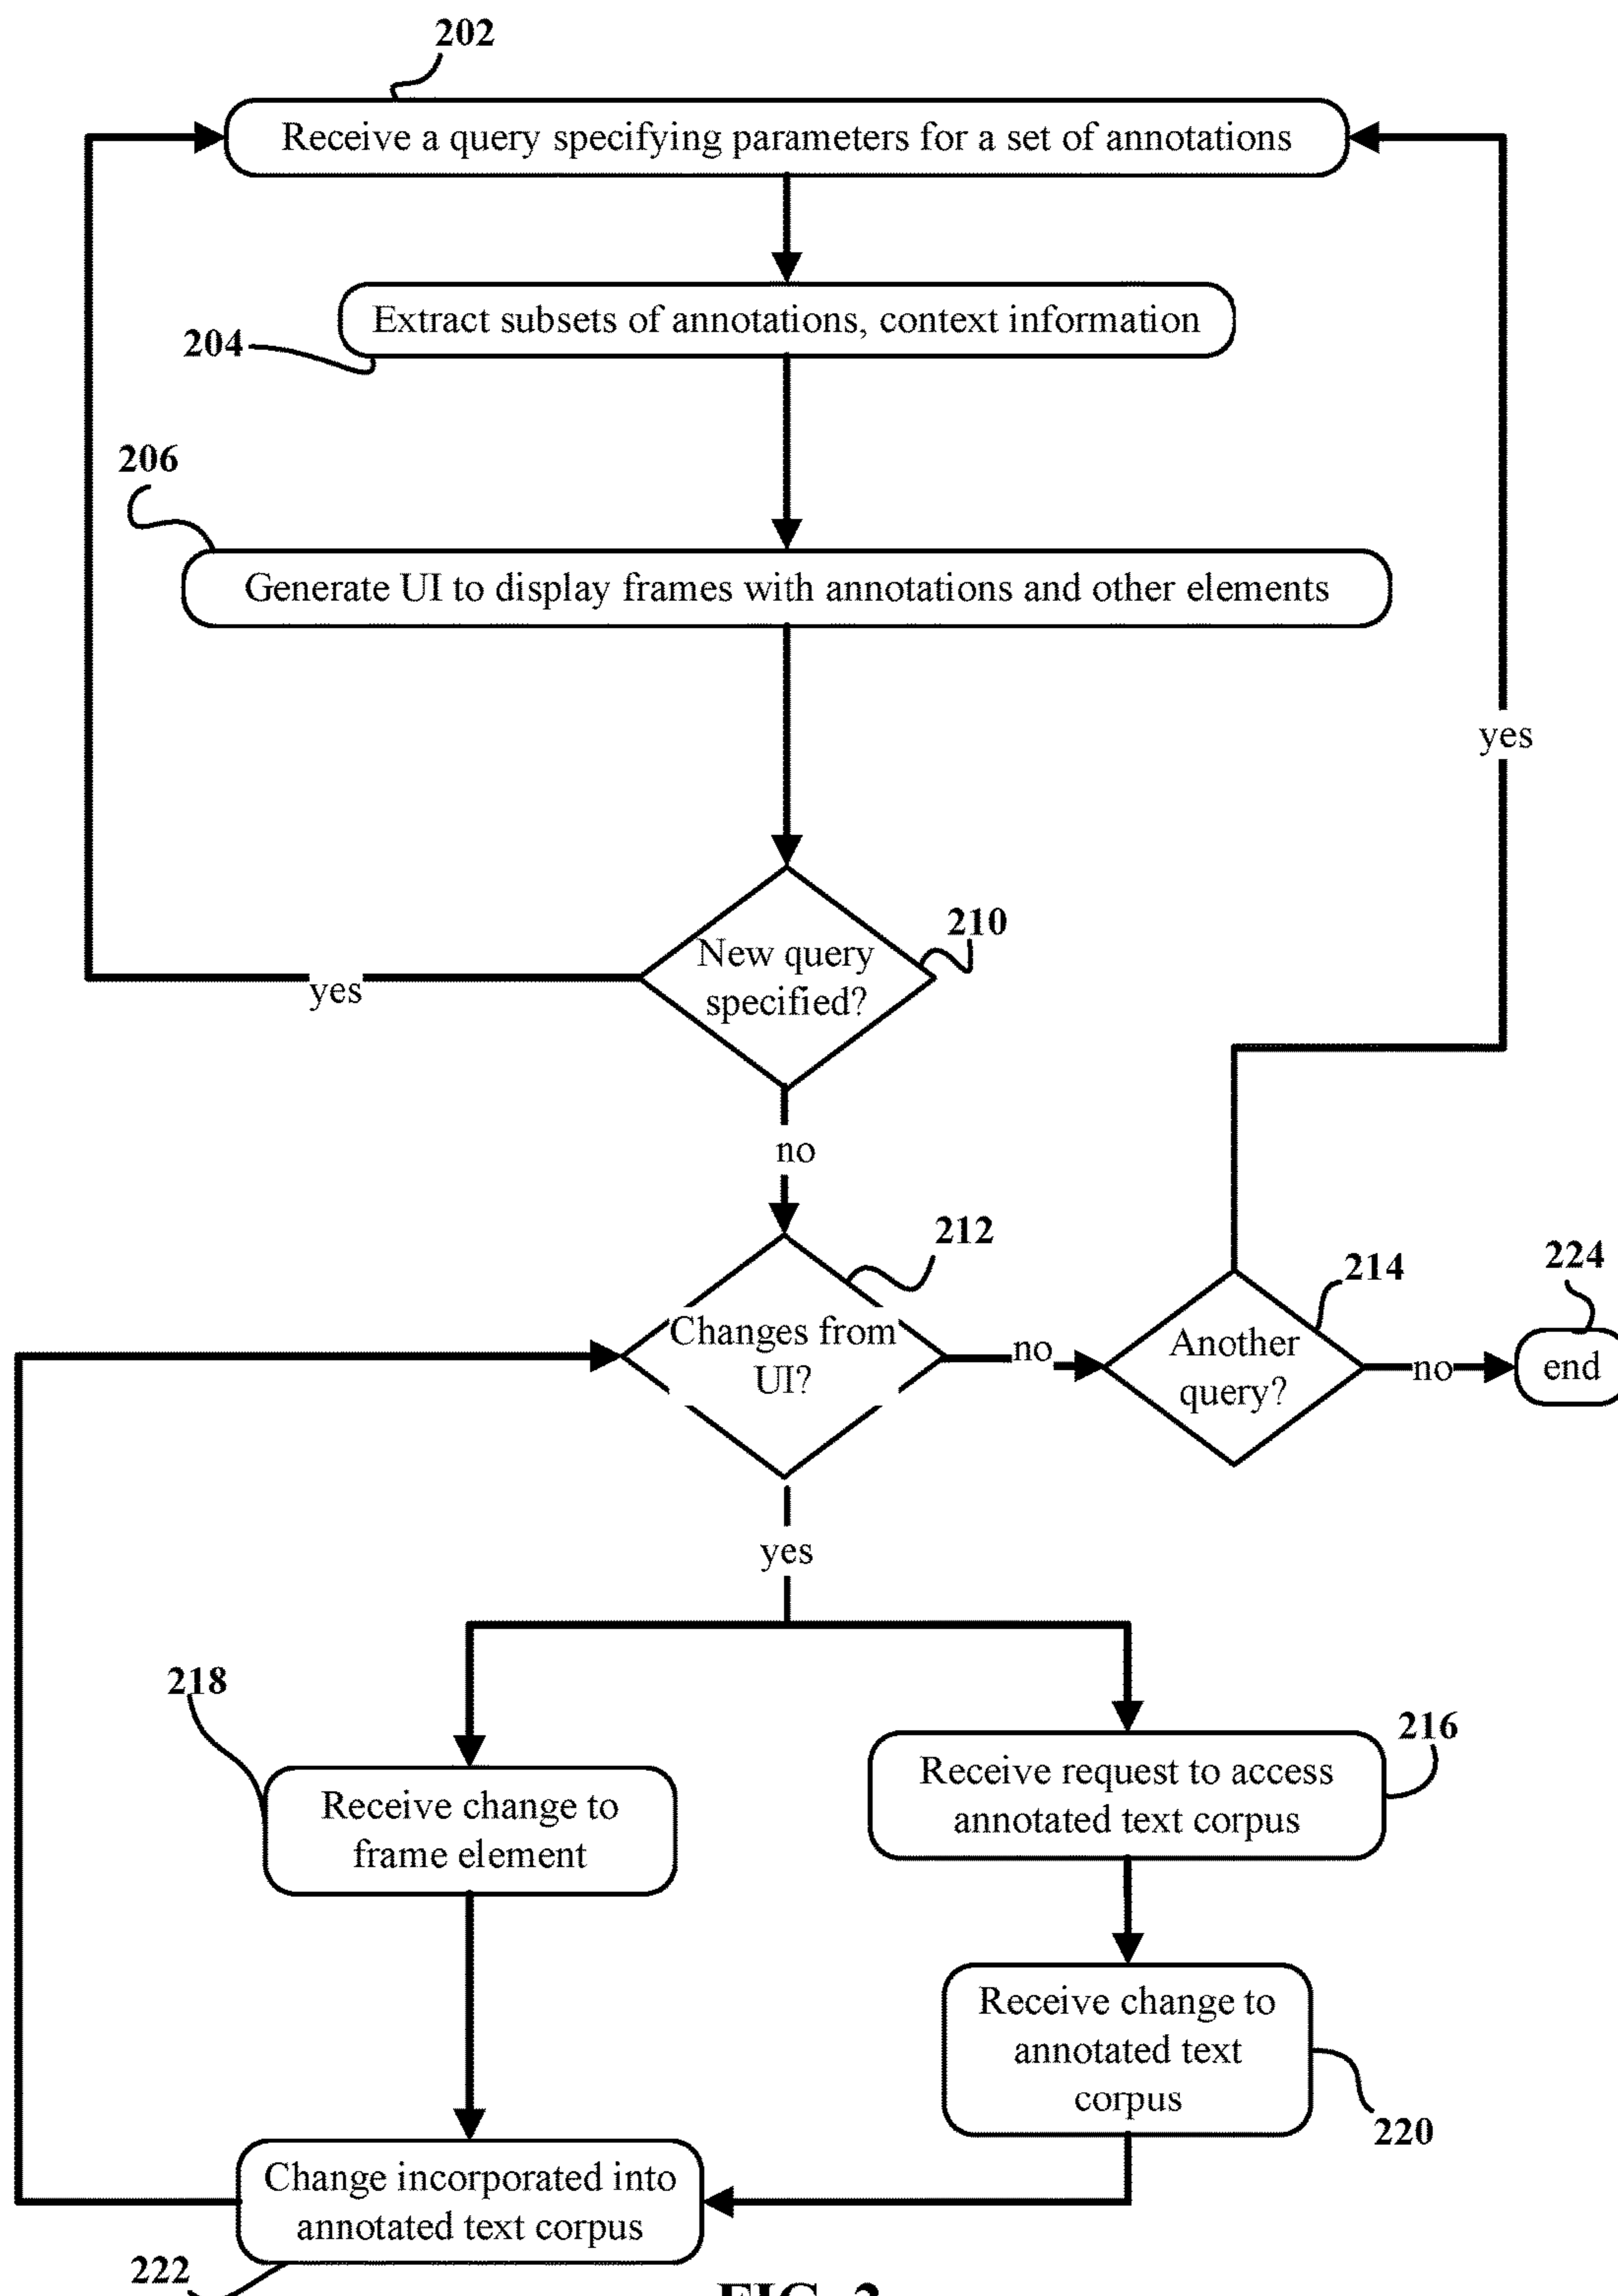 202
Receive a query specifying parameters for a set of annotations
Extract subsets of annotations, context information
204
206
Generate UI to display frames with annotations and other elements
yes
210
New query
specified?
yes
no
212
214
224
Changes from
UI?
no
Another
query?
no
end
yes
218
216
Receive request to access
annotated text corpus
Receive change to
frame element
Receive change to
annotated text
corpus
220
Change incorporated into
annotated text corpus
222
FIG. 2